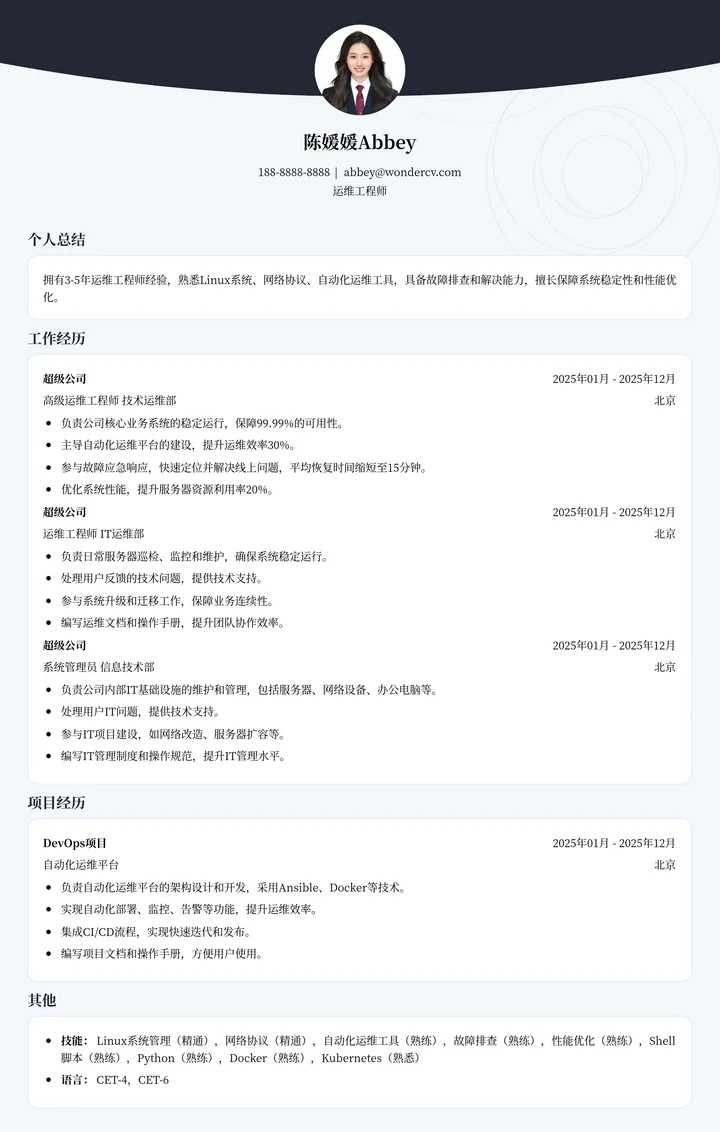 陈媛媛Abbey
188-8888-8888 | abbey@wondercv.com
运维工程师
个人总结
拥有3-5年运维工程师经验，熟悉Linux系统、网络协议、自动化运维工具，具备故障排查和解决能力，擅长保障系统稳定性和性能优
化。
工作经历
超级公司 2025年01月 - 2025年12月
高级运维工程师 技术运维部 北京
• 负责公司核心业务系统的稳定运行，保障99.99%的可用性。
• 主导自动化运维平台的建设，提升运维效率30%。
• 参与故障应急响应，快速定位并解决线上问题，平均恢复时间缩短至15分钟。
• 优化系统性能，提升服务器资源利用率20%。
超级公司 2025年01月 - 2025年12月
运维工程师 IT运维部 北京
• 负责日常服务器巡检、监控和维护，确保系统稳定运行。
• 处理用户反馈的技术问题，提供技术支持。
• 参与系统升级和迁移工作，保障业务连续性。
• 编写运维文档和操作手册，提升团队协作效率。
超级公司 2025年01月 - 2025年12月
系统管理员 信息技术部 北京
• 负责公司内部IT基础设施的维护和管理，包括服务器、网络设备、办公电脑等。
• 处理用户IT问题，提供技术支持。
• 参与IT项目建设，如网络改造、服务器扩容等。
• 编写IT管理制度和操作规范，提升IT管理水平。
项目经历
DevOps项目 2025年01月 - 2025年12月
自动化运维平台 北京
• 负责自动化运维平台的架构设计和开发，采用Ansible、Docker等技术。
• 实现自动化部署、监控、告警等功能，提升运维效率。
• 集成CI/CD流程，实现快速迭代和发布。
• 编写项目文档和操作手册，方便用户使用。
其他
• 技能： Linux系统管理（精通），网络协议（精通），自动化运维工具（熟练），故障排查（熟练），性能优化（熟练），Shell
脚本（熟练），Python（熟练），Docker（熟练），Kubernetes（熟悉）
• 语言： CET-4，CET-6